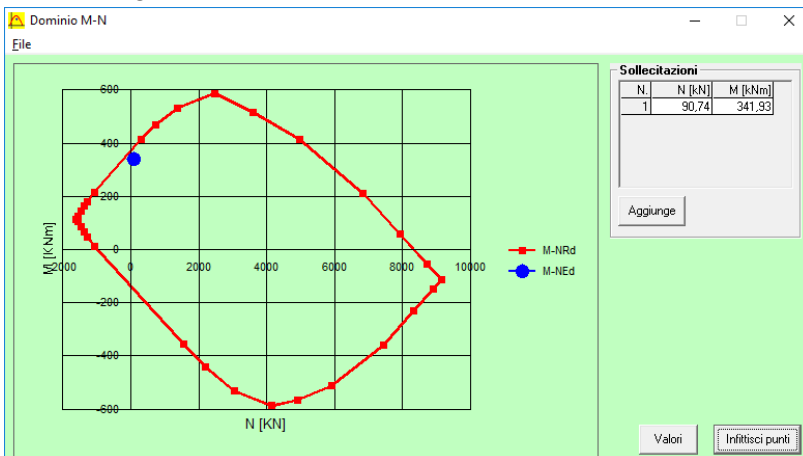 Dominio M-N
File
600
400
200
0
-200
-400
-600
M [KNm]
2000 0 2000 4000 6000 8000 10000
N [KN]
M-NRd
M-NEd
Sollecitazioni
N. N [kN] M [kNm]
1 90,74 341,93
Aggiunge
Valori
Infittisci punti